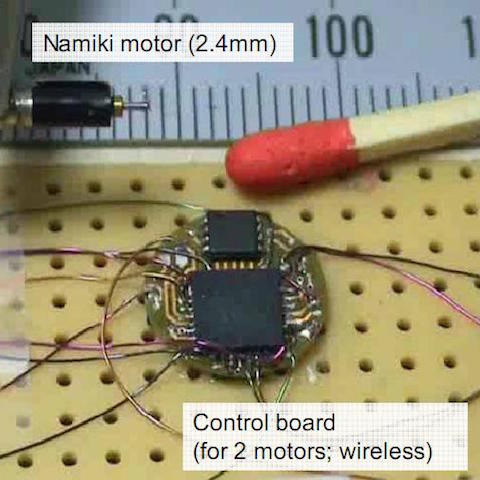 Namiki motor (2.4mm)
100
JAPAN
Control board
(for 2 motors; wireless)